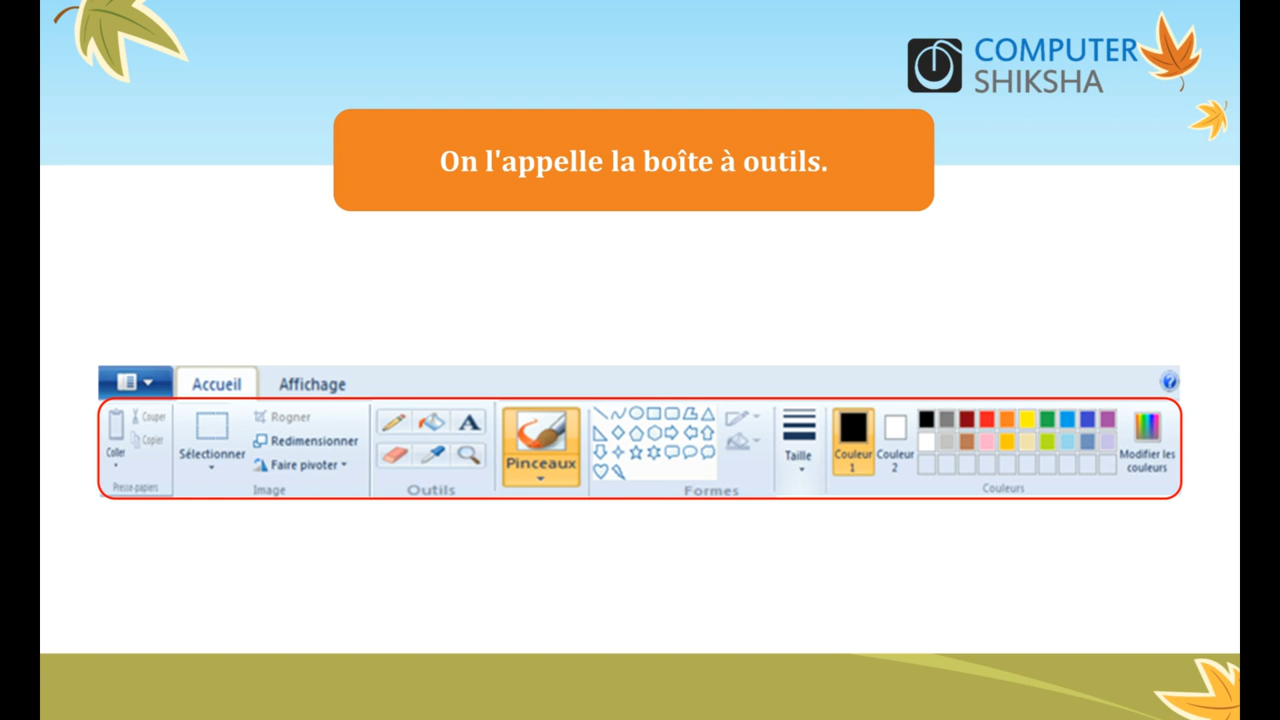 COMPUTER
SHIKSHA
On l'appelle la boîte à outils.
Accueil Affichage
Coller
Couper
Copier
Presse-papiers
Sélectionner
Rogner
Redimensionner
Faire pivoter
Image
A
Outils
Pinceaux
Formes
Taille
Couleur
1
Couleur
2
Modifier les
couleurs
Couleurs